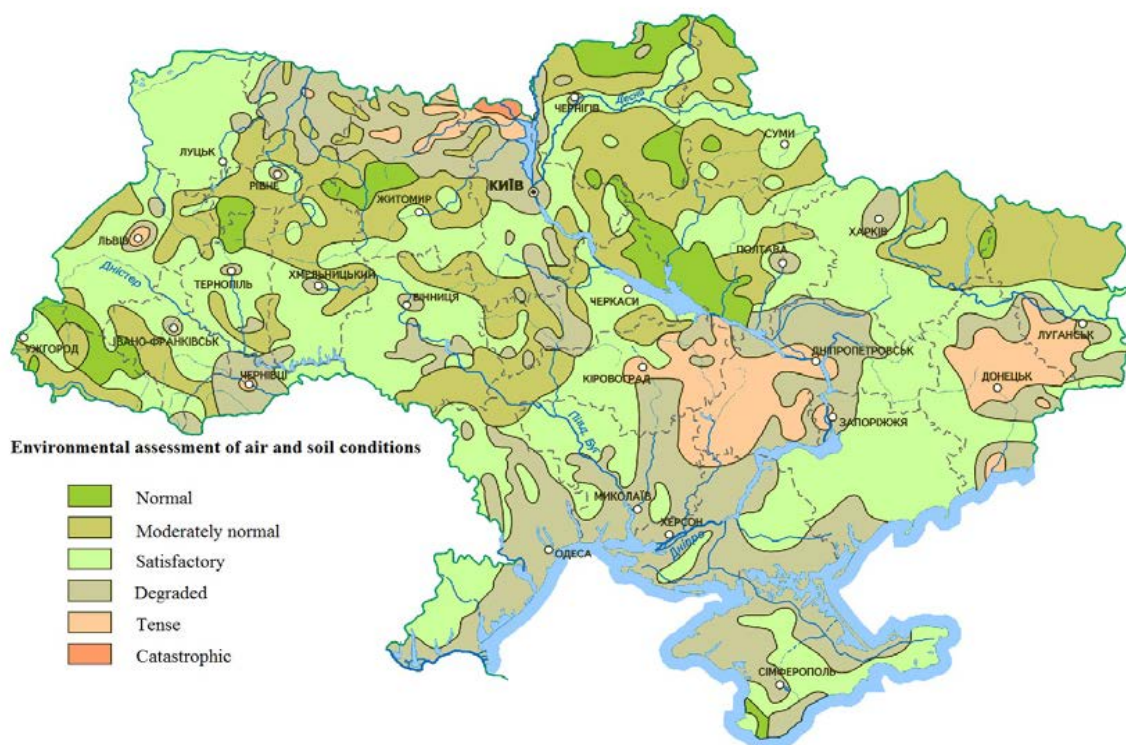 Десна
ЧЕРНІГІВ
СУМИ
ЛУЦЬК
РІВНЕ
КИЇВ
ЖИТОМИР
ЛЬВІВ
ХАРКІВ
ПОЛТАВА
Дністер
ТЕРНОПІЛЬ
ХМЕЛЬНИЦЬКИЙ
ВІННИЦЯ
ЧЕРКАСИ
УЖГОРОД
ІВАНО-ФРАНКІВСЬК
ЛУГАНСЬК
ЧЕРНІВЦІ
КІРОВОГРАД
ДНІПРОПЕТРОВСЬК
ДОНЕЦЬК
ЗАПОРІЖЖЯ
Півд. Буг
Environmental assessment of air and soil conditions
Normal
Moderately normal
Satisfactory
Degraded
Tense
Catastrophic
МИКОЛАЇВ
ХЕРСОН
Дніпро
ОДЕСА
СІМФЕРОПОЛЬ